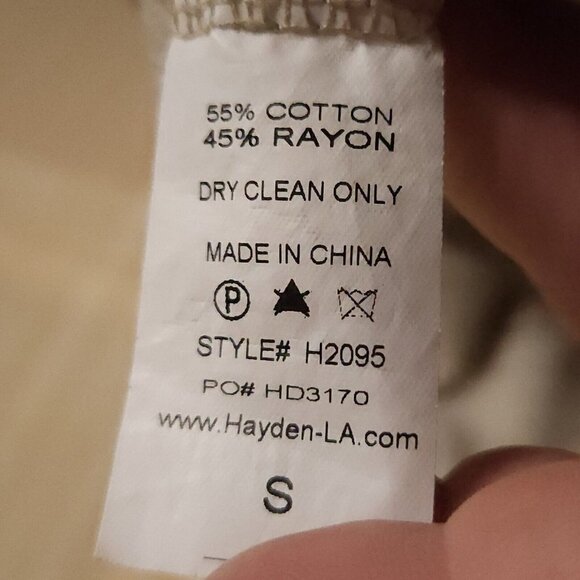 55% COTTON
45% RAYON
DRY CLEAN ONLY
MADE IN CHINA
P
STYLE# H2095
PO# HD3170
www.Hayden-LA.com
S